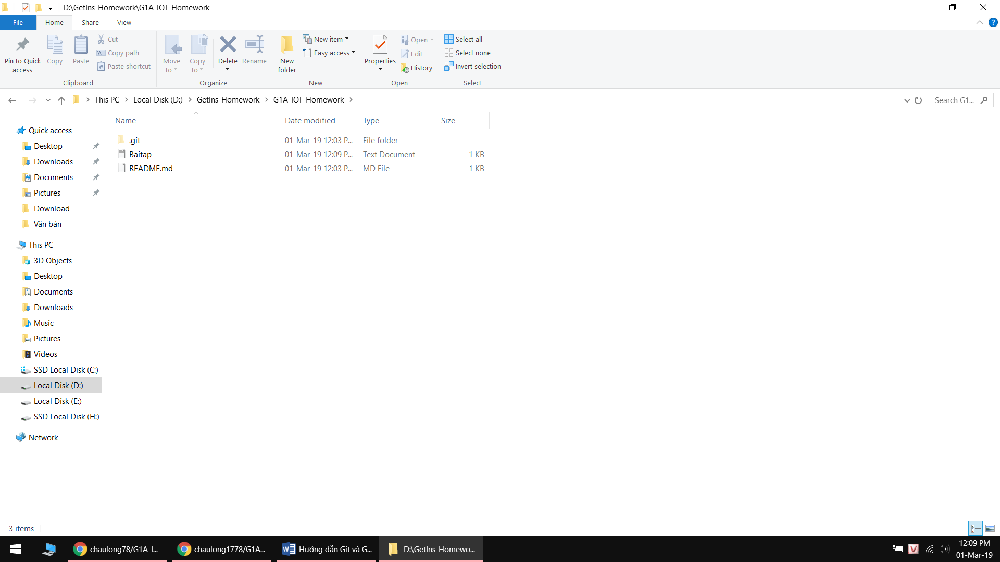 D:\GetIns-Homework\G1A-IOT-Homework
File Home Share View
Pin to Quick access
Copy
Paste
Cut
Copy path
Paste shortcut
Clipboard
Move to
Copy to
Delete
Rename
Organize
New folder
New item
Easy access
New
Properties
Open
Edit
History
Open
Select all
Select none
Invert selection
Select
This PC Local Disk (D:) GetIns-Homework G1A-IOT-Homework
Search G1...
Name Date modified Type Size
.git 01-Mar-19 12:03 P... File folder
Baitap 01-Mar-19 12:09 P... Text Document 1 KB
README.md 01-Mar-19 12:03 P... MD File 1 KB
Quick access
Desktop
Downloads
Documents
Pictures
Download
Văn bản
This PC
3D Objects
Desktop
Documents
Downloads
Music
Pictures
Videos
SSD Local Disk (C:)
Local Disk (D:)
Local Disk (E:)
SSD Local Disk (H:)
Network
3 items
chaulong78/G1A-I...
chaulong1778/G1A...
Hướng dẫn Git và G...
D:\GetIns-Homewo...
12:09 PM
01-Mar-19